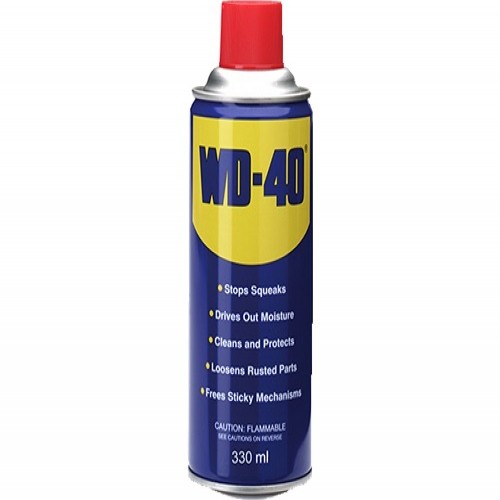 WD-40®
• Stops Squeaks
• Drives Out Moisture
• Cleans and Protects
• Loosens Rusted Parts
• Frees Sticky Mechanisms
CAUTION: FLAMMABLE
SEE CAUTIONS ON REVERSE
330 ml